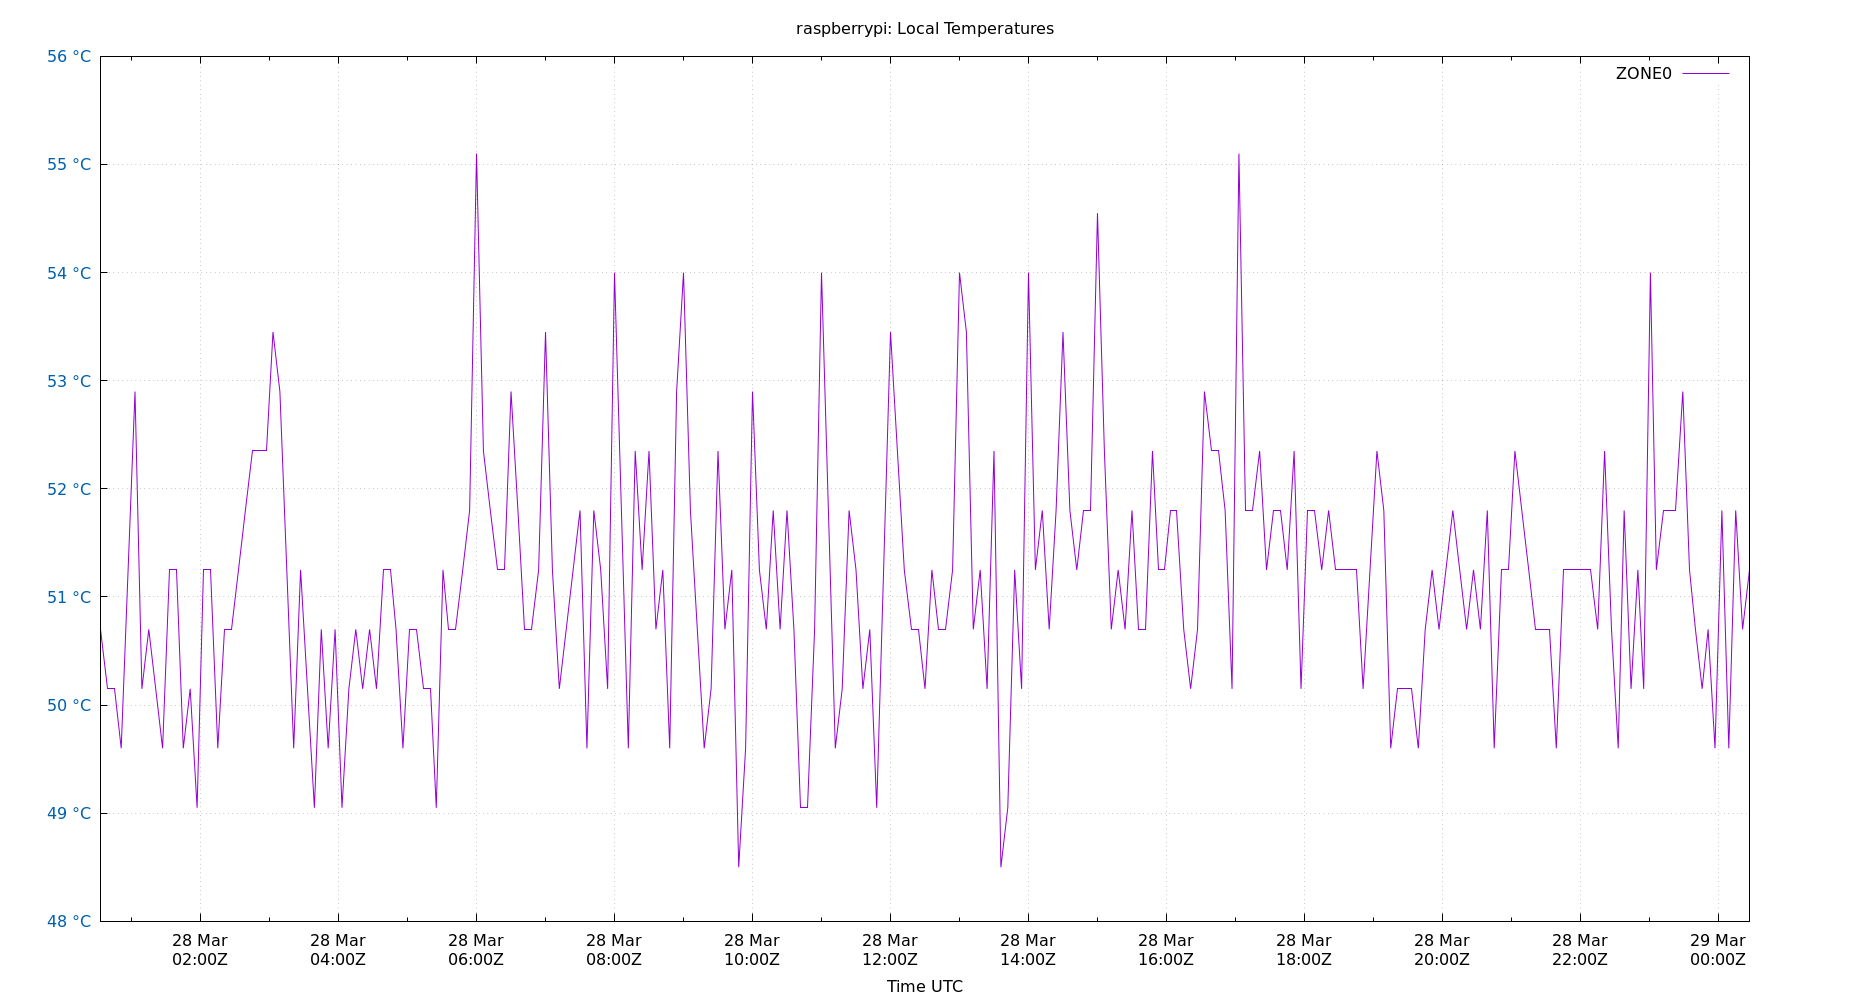 raspberrypi: Local Temperatures
56 °C
ZONE0
55 °C
54 °C
53 °C
52 °C
51 °C
50 °C
49 °C
48 °C
28 Mar 28 Mar 28 Mar 28 Mar 28 Mar 28 Mar 28 Mar 28 Mar 28 Mar 28 Mar 28 Mar 29 Mar
02:00Z 04:00Z 06:00Z 08:00Z 10:00Z 12:00Z 14:00Z 16:00Z 18:00Z 20:00Z 22:00Z 00:00Z
Time UTC